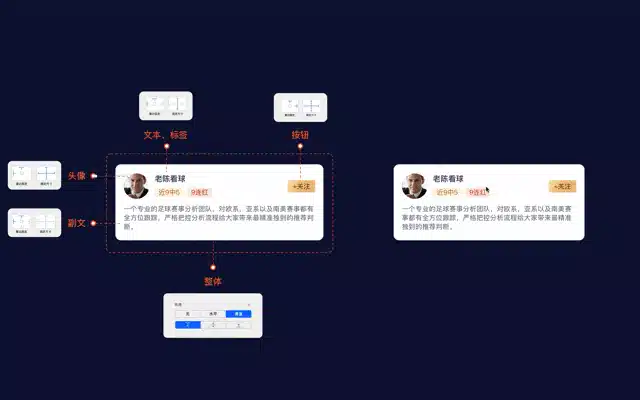 文本、标签
按钮
头像
副文
整体
老陈看球
近9中5
9连红
+关注
一个专业的足球赛事分析团队，对欧系、亚系以及南美赛事都有
全方位跟踪，严格把控分析流程给大家带来最精准独到的推荐判
断。
老陈看球
近9中5
9连红
+关注
一个专业的足球赛事分析团队，对欧系、亚系以及南美赛
事都有全方位跟踪，严格把控分析流程给大家带来最精准
独到的推荐判断。